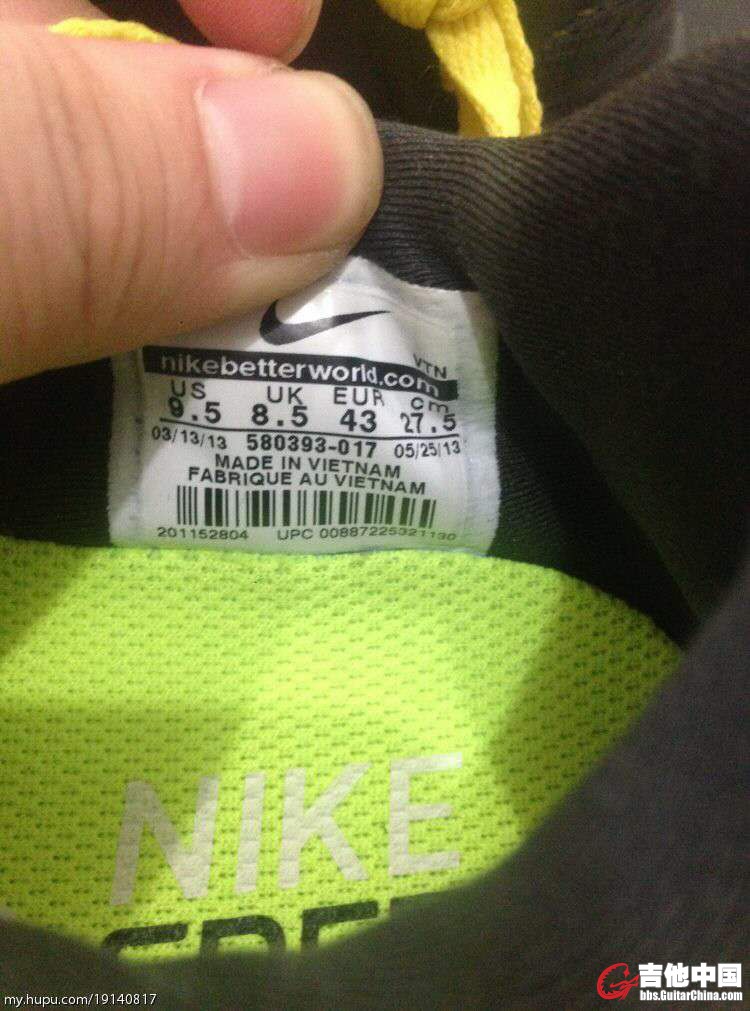 nikebetterworld.com VTN
US UK EUR cm
9.5 8.5 43 27.5
03/13/13 580393-017 05/25/13
MADE IN VIETNAM
FABRIQUE AU VIETNAM
201152804 UPC 00887225321130
NIKE
my.hupu.com/19140817
吉他中国
bbs.GuitarChina.com